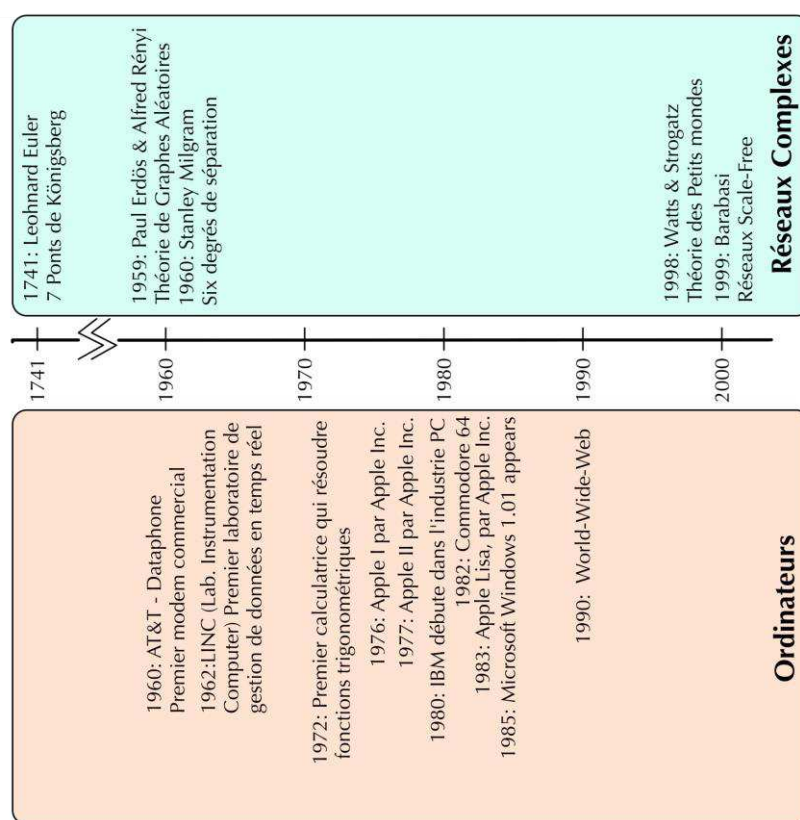 1741: Leohnard Euler
7 Ponts de Königsberg
1959: Paul Erdös & Alfred Rényi
Théorie de Graphes Aléatoires
1960: Stanley Milgram
Six degrés de séparation
1998: Watts & Strogatz
Théorie des Petits mondes
1999: Barabasi
Réseaux Scale-Free
Réseaux Complexes
1741
1960
1970
1980
1990
2000
1960: AT&T - Dataphone
Premier modem commercial
1962:LINC (Lab. Instrumentation
Computer) Premier laboratoire de
gestion de données en temps réel
1972: Premier calculatrice qui résoudre
fonctions trigonométriques
1976: Apple I par Apple Inc.
1977: Apple II par Apple Inc.
1980: IBM débute dans l'industrie PC
1982: Commodore 64
1983: Apple Lisa, par Apple Inc.
1985: Microsoft Windows 1.01 appears
1990: World-Wide-Web
Ordinateurs